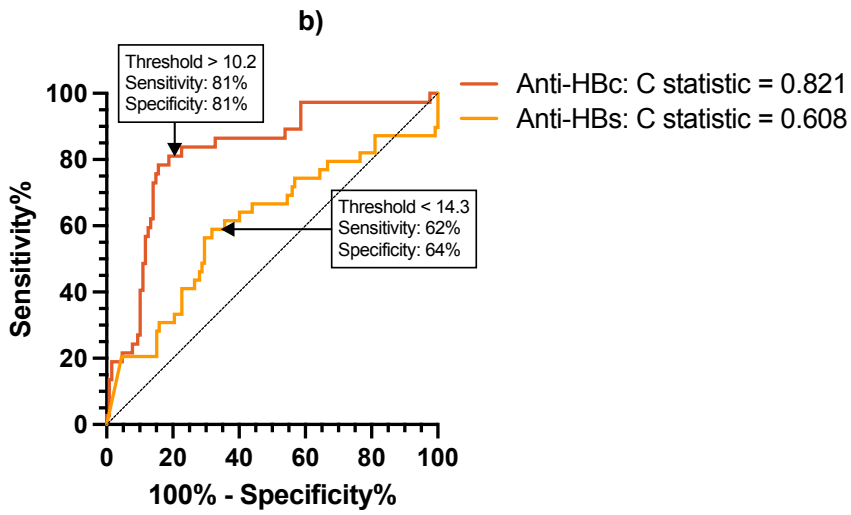 b)
Threshold > 10.2
Sensitivity: 81%
Specificity: 81%
Anti-HBc: C statistic = 0.821
Anti-HBs: C statistic = 0.608
Threshold < 14.3
Sensitivity: 62%
Specificity: 64%
Sensitivity%
100
80
60
40
20
0
0 20 40 60 80 100
100% - Specificity%